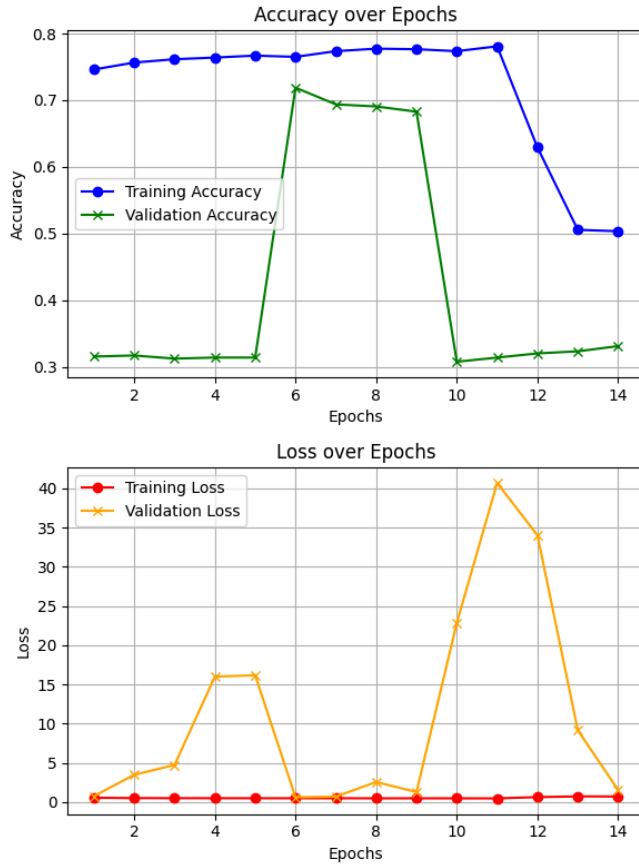 Accuracy over Epochs
0.8
0.7
0.6
0.5
0.4
0.3
Accuracy
Training Accuracy
Validation Accuracy
2 4 6 8 10 12 14
Epochs
Loss over Epochs
40
35
30
25
20
15
10
5
0
Loss
Training Loss
Validation Loss
2 4 6 8 10 12 14
Epochs